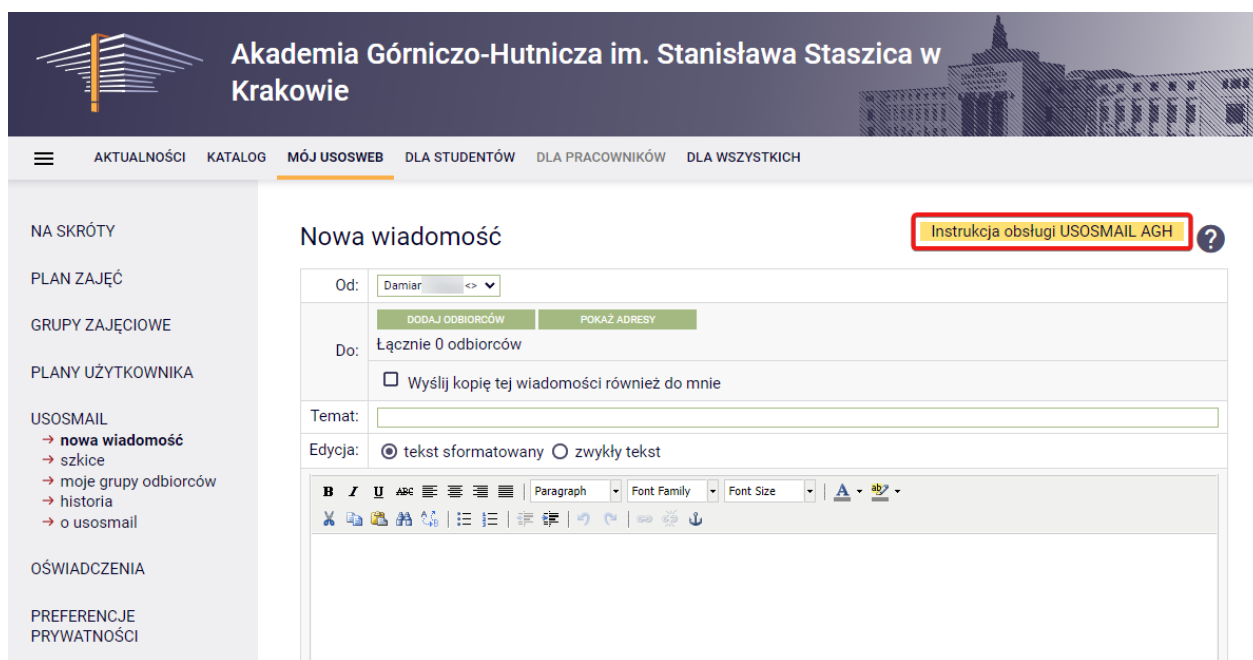 Akademia Górniczo-Hutnicza im. Stanisława Staszica w
Krakowie
AKTUALNOŚCI KATALOG MÓJ USOSWEB DLA STUDENTÓW DLA PRACOWNIKÓW DLA WSZYSTKICH
NA SKRÓTY
PLAN ZAJĘĆ
GRUPY ZAJĘCIOWE
PLANY UŻYTKOWNIKA
USOSMAIL
→ nowa wiadomość
→ szkice
→ moje grupy odbiorców
→ historia
→ o usosmail
OŚWIADCZENIA
PREFERENCJE
PRYWATNOŚCI
Nowa wiadomość
Instrukcja obsługi USOSMAIL AGH ?
Od: Damian <>
Do: DODAJ ODBIORCÓW POKAŻ ADRESY
Łącznie 0 odbiorców
Wyślij kopię tej wiadomości również do mnie
Temat:
Edycja: tekst sformatowany zwykły tekst
B I U ABC Paragraph Font Family Font Size A ab